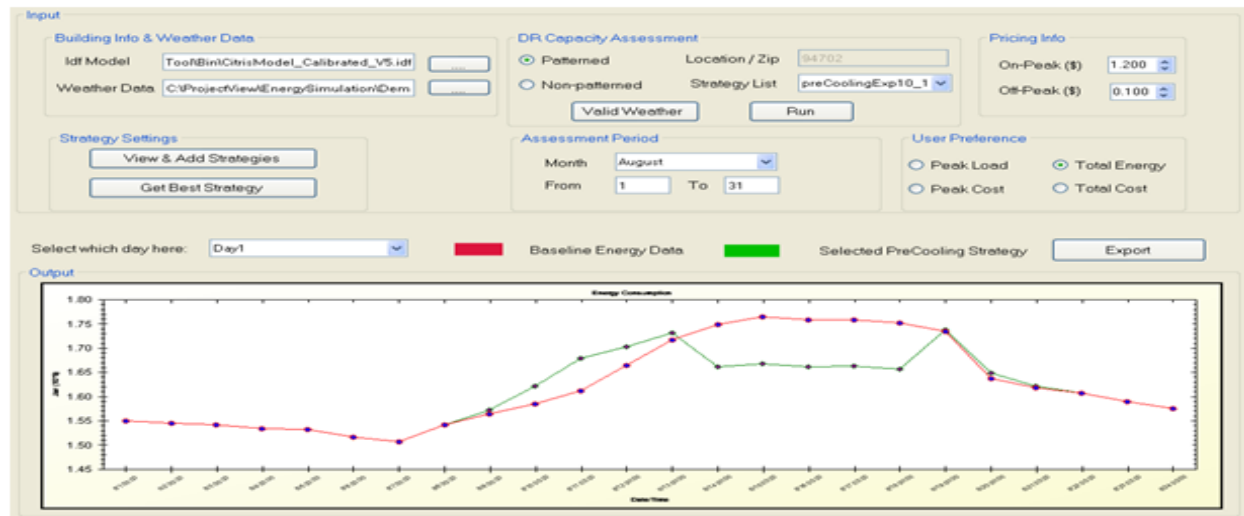 Input
Building Info & Weather Data
Idf Model
Tool\Bin\CitrisModel_Calibrated_V5.idf
....
Weather Data
C:\ProjectView\EnergySimulation\Dem
....
DR Capacity Assessment
Patterned
Location / Zip
94702
Non-patterned
Strategy List
preCoolingExp10_1
Valid Weather
Run
Pricing Info
On-Peak ($)
1.200
Off-Peak ($)
0.100
Strategy Settings
View & Add Strategies
Get Best Strategy
Assessment Period
Month
August
From
1
To
31
User Preference
Peak Load
Total Energy
Peak Cost
Total Cost
Select which day here:
Day1
Baseline Energy Data
Selected PreCooling Strategy
Export
Output
Energy Consumption
1.80
1.75
1.70
1.65
1.60
1.55
1.50
1.45
Date/Time